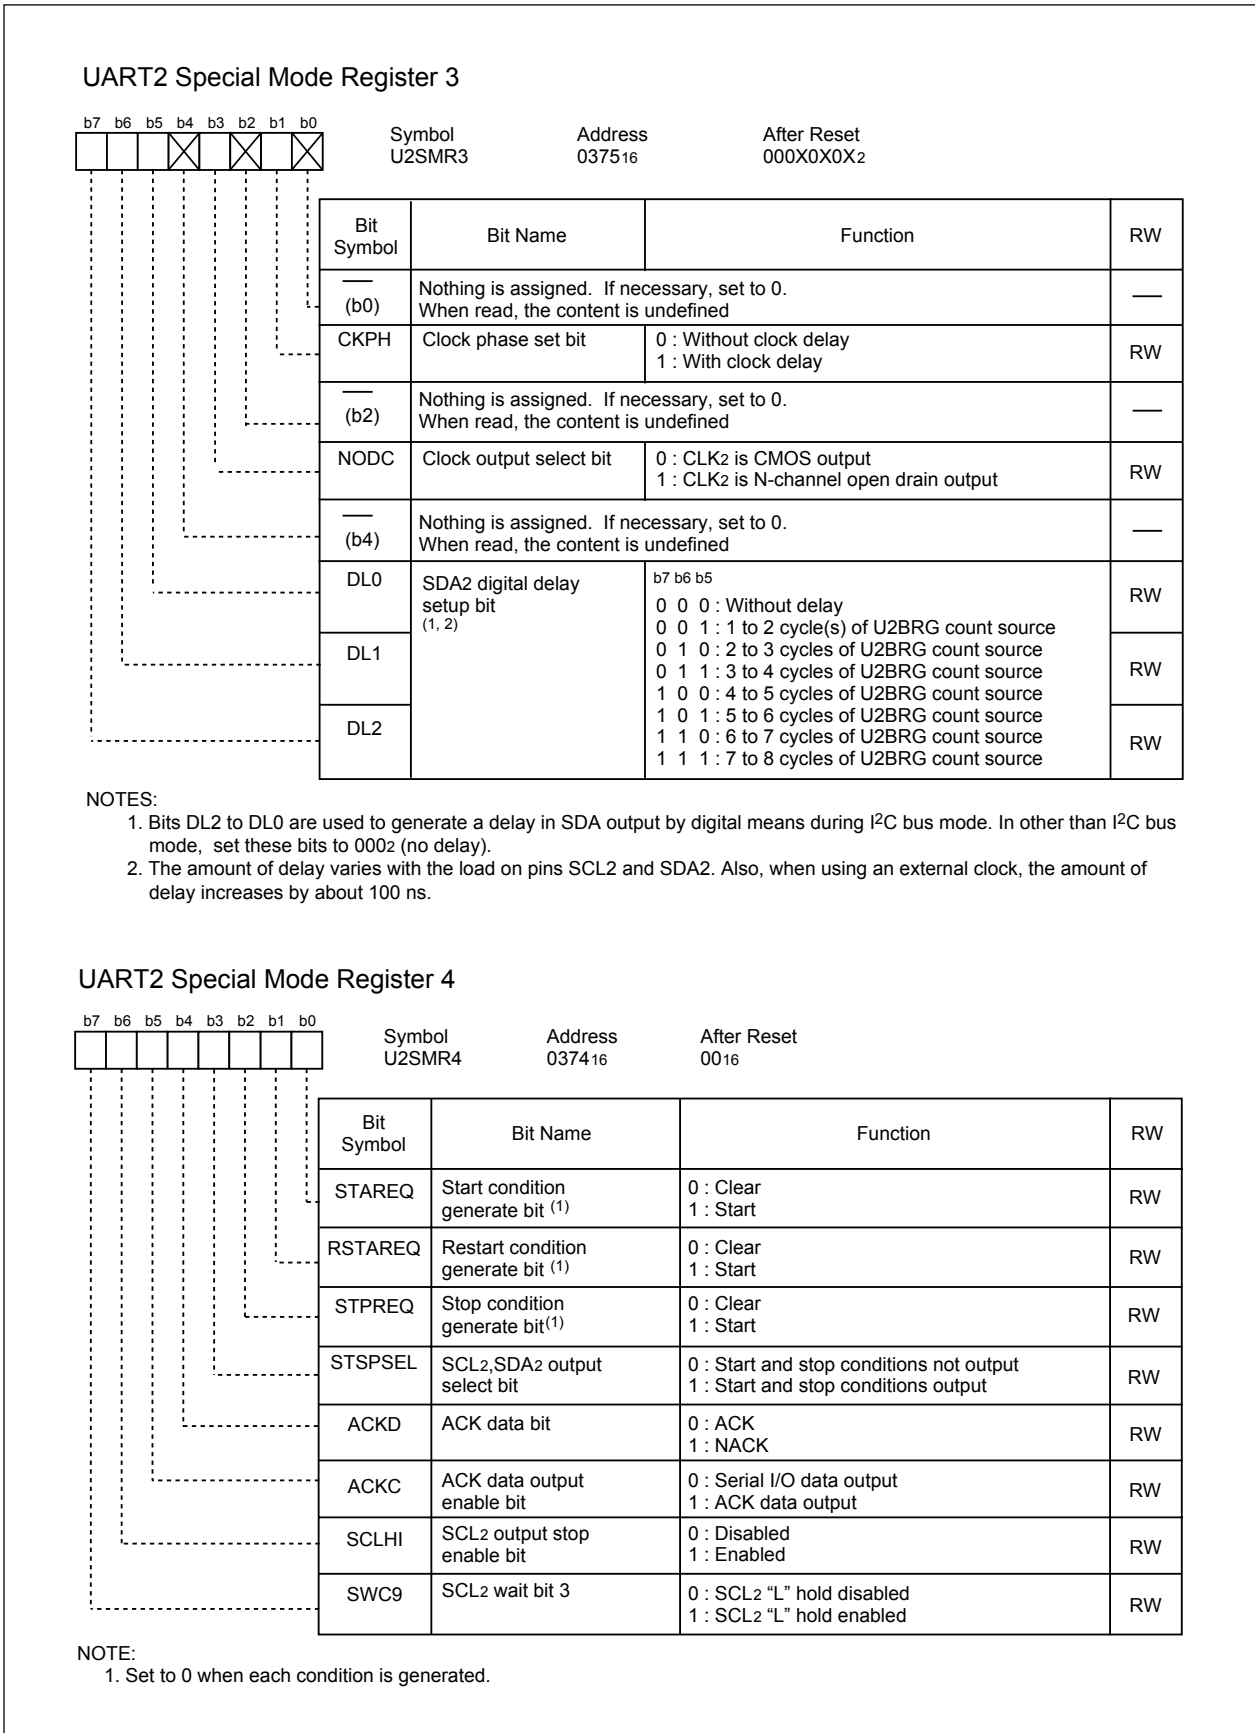 UART2 Special Mode Register 3
b7 b6 b5 b4 b3 b2 b1 b0
Symbol Address After Reset
U2SMR3 037516 000X0X0X2
Bit Symbol Bit Name Function RW
—
(b0)
Nothing is assigned. If necessary, set to 0.
When read, the content is undefined
—
CKPH Clock phase set bit 0 : Without clock delay
1 : With clock delay
RW
—
(b2)
Nothing is assigned. If necessary, set to 0.
When read, the content is undefined
—
NODC Clock output select bit 0 : CLK2 is CMOS output
1 : CLK2 is N-channel open drain output
RW
—
(b4)
Nothing is assigned. If necessary, set to 0.
When read, the content is undefined
—
DL0
DL1
DL2
SDA2 digital delay
setup bit
(1, 2)
b7 b6 b5
0 0 0 : Without delay
0 0 1 : 1 to 2 cycle(s) of U2BRG count source
0 1 0 : 2 to 3 cycles of U2BRG count source
0 1 1 : 3 to 4 cycles of U2BRG count source
1 0 0 : 4 to 5 cycles of U2BRG count source
1 0 1 : 5 to 6 cycles of U2BRG count source
1 1 0 : 6 to 7 cycles of U2BRG count source
1 1 1 : 7 to 8 cycles of U2BRG count source
RW
RW
RW
NOTES:
1. Bits DL2 to DL0 are used to generate a delay in SDA output by digital means during I2C bus mode. In other than I2C bus
mode, set these bits to 0002 (no delay).
2. The amount of delay varies with the load on pins SCL2 and SDA2. Also, when using an external clock, the amount of
delay increases by about 100 ns.
UART2 Special Mode Register 4
b7 b6 b5 b4 b3 b2 b1 b0
Symbol Address After Reset
U2SMR4 037416 0016
Bit Symbol Bit Name Function RW
STAREQ Start condition
generate bit (1)
0 : Clear
1 : Start
RW
RSTAREQ Restart condition
generate bit (1)
0 : Clear
1 : Start
RW
STPREQ Stop condition
generate bit(1)
0 : Clear
1 : Start
RW
STSPSEL SCL2,SDA2 output
select bit
0 : Start and stop conditions not output
1 : Start and stop conditions output
RW
ACKD ACK data bit 0 : ACK
1 : NACK
RW
ACKC ACK data output
enable bit
0 : Serial I/O data output
1 : ACK data output
RW
SCLHI SCL2 output stop
enable bit
0 : Disabled
1 : Enabled
RW
SWC9 SCL2 wait bit 3 0 : SCL2 “L” hold disabled
1 : SCL2 “L” hold enabled
RW
NOTE:
1. Set to 0 when each condition is generated.